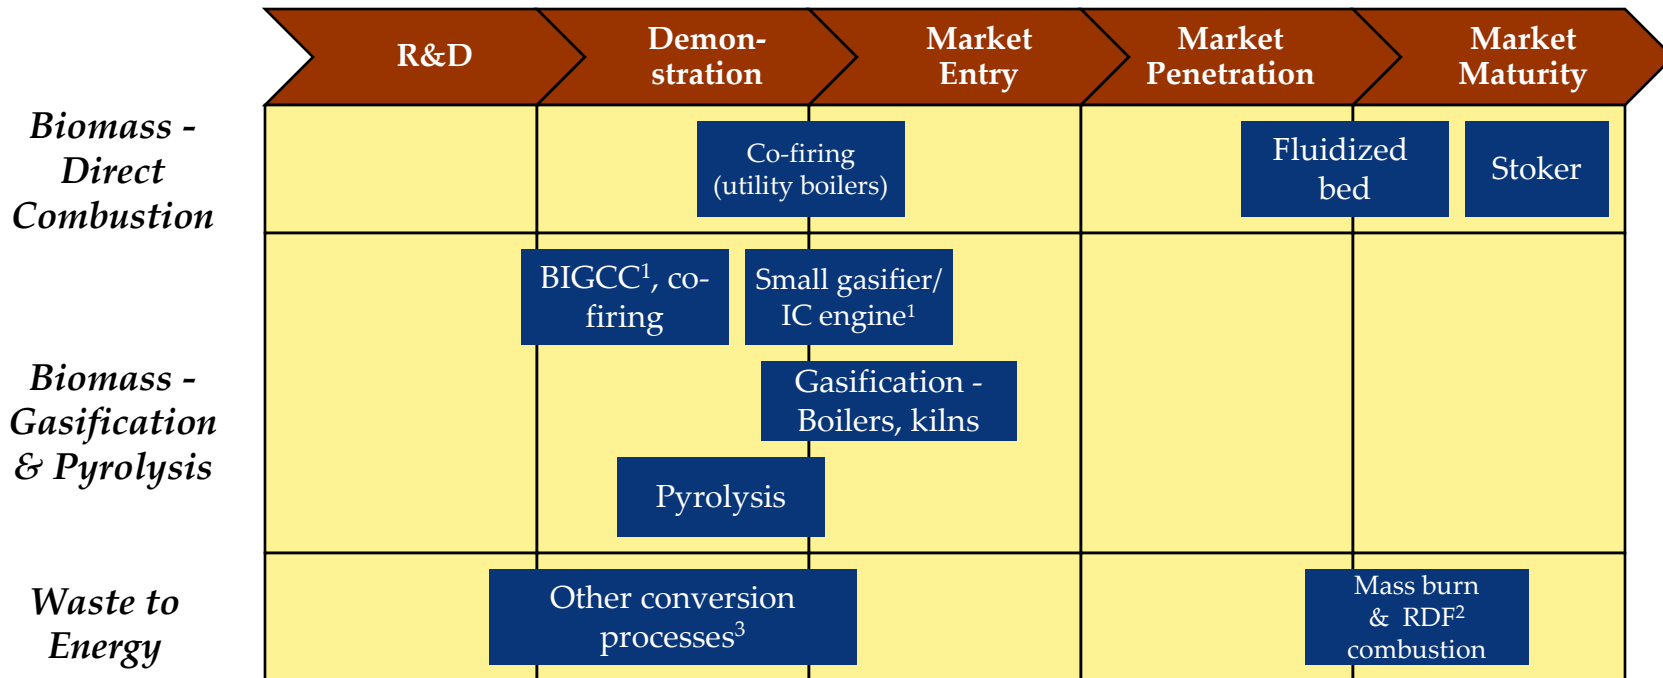 R&D
Demon-
stration
Market
Entry
Market
Penetration
Market
Maturity
Biomass -
Direct
Combustion
Co-firing
(utility boilers)
Fluidized
bed
Stoker
Biomass -
Gasification
& Pyrolysis
BIGCC¹, co-
firing
Small gasifier/
IC engine¹
Gasification -
Boilers, kilns
Pyrolysis
Waste to
Energy
Other conversion
processes³
Mass burn
& RDF²
combustion